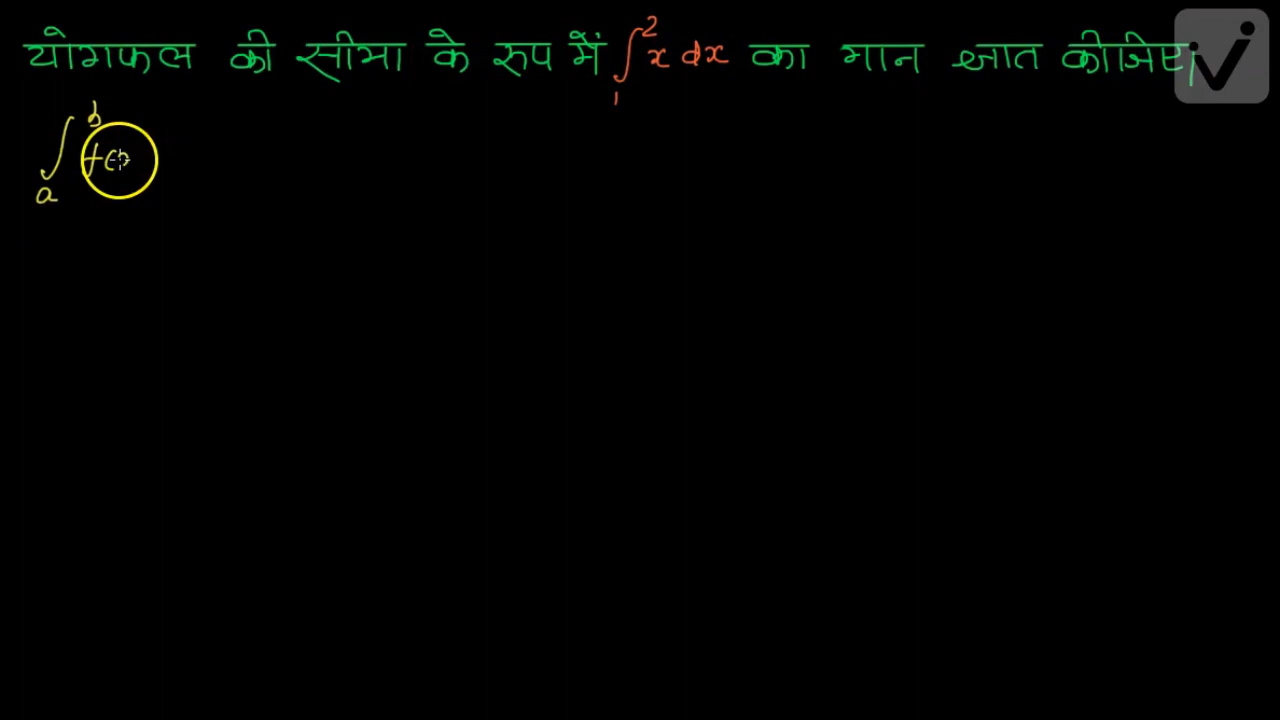 योगफल की सीमा के रुप में ∫₁² x dx का मान ज्ञात कीजिए।
∫ₐᵇ f(